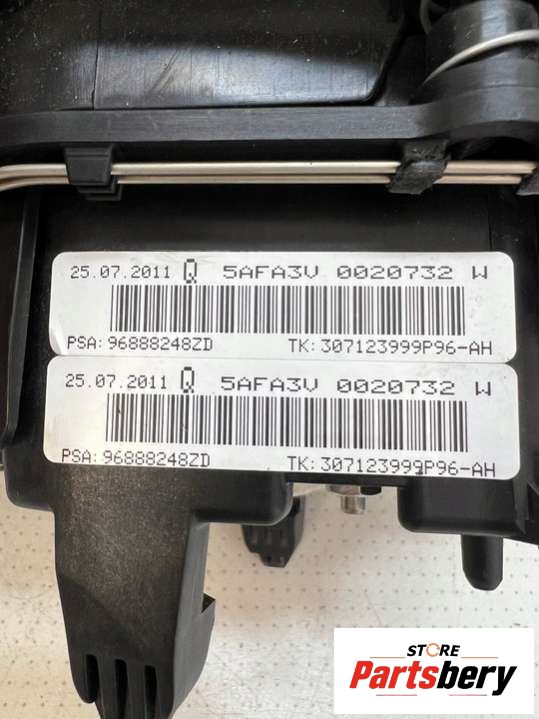 25.07.2011 Q 5AFA3V 0020732 W
PSA: 96888248ZD TK: 307123999P96-AH
25.07.2011 Q 5AFA3V 0020732 W
PSA: 96888248ZD TK: 307123999P96-AH
STORE
Partsbery